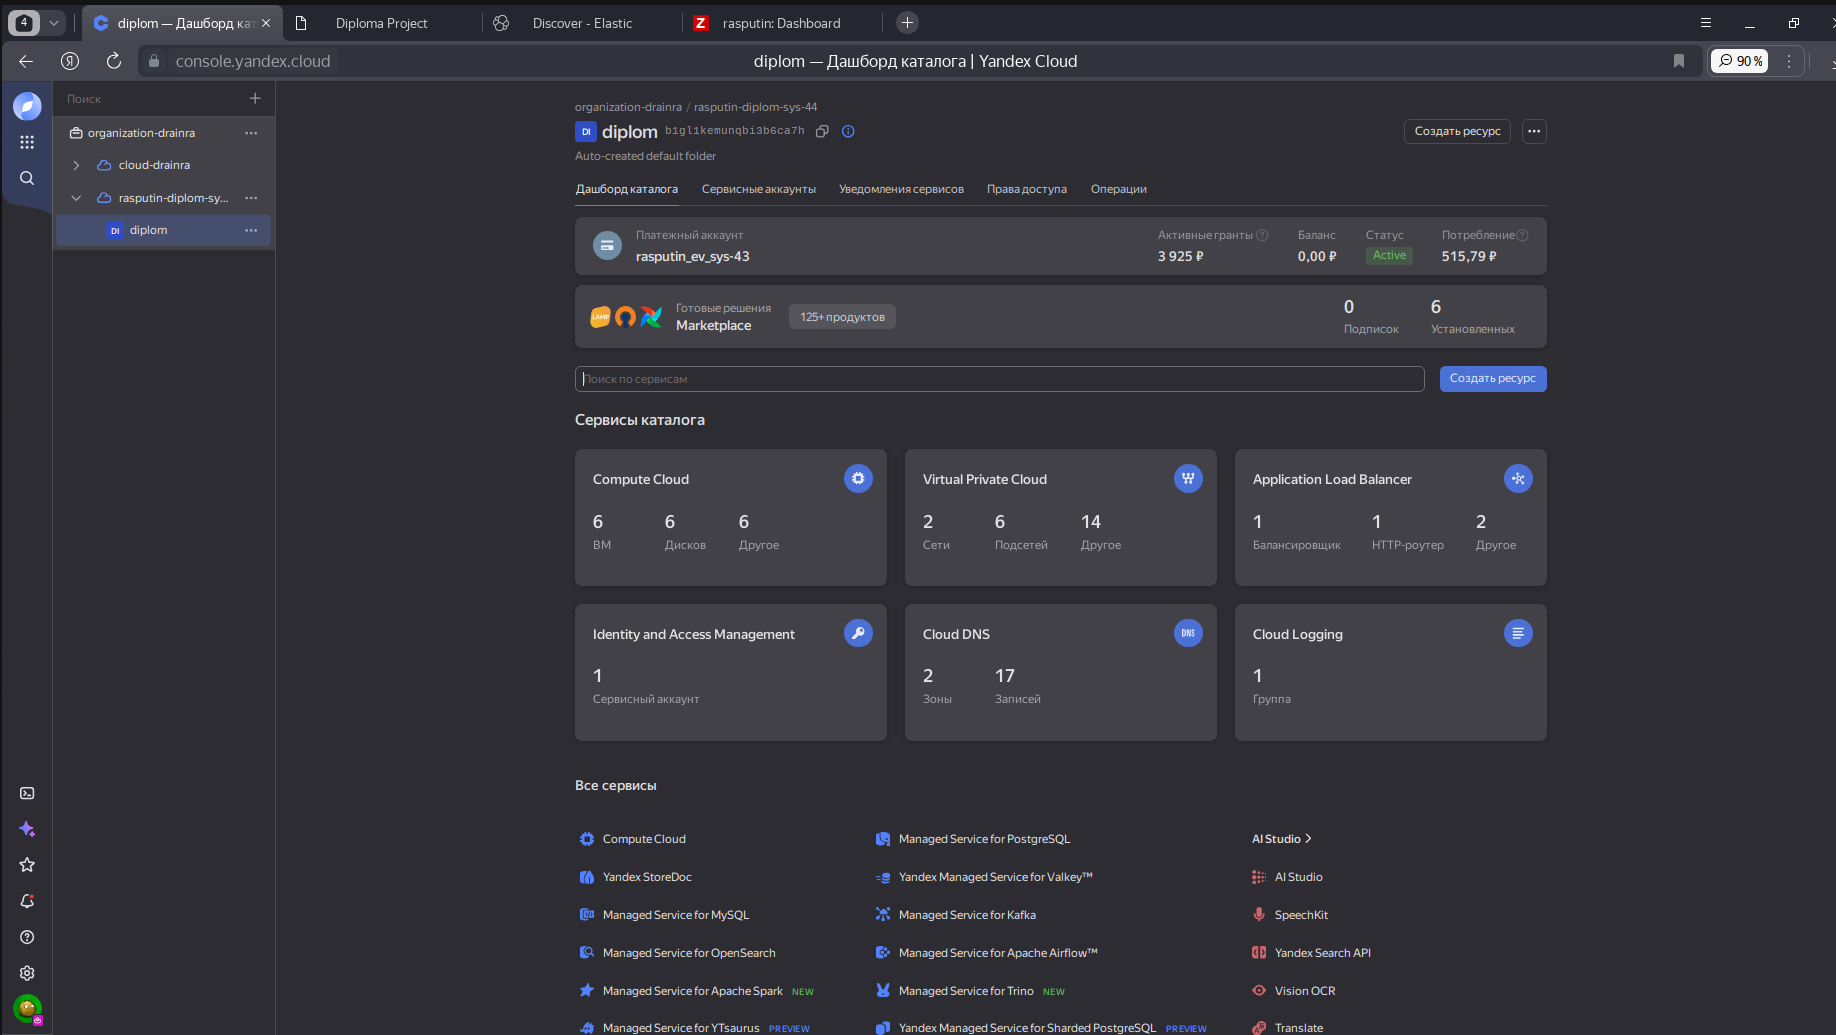 4
diplom — Дашборд кат
Diploma Project
Discover - Elastic
Z
rasputin: Dashboard
Я
console.yandex.cloud
diplom — Дашборд каталога | Yandex Cloud
90 %
Поиск
organization-drainra
cloud-drainra
rasputin-diplom-sy...
DI diplom
organization-drainra / rasputin-diplom-sys-44
DI diplom b1gl1kemunqbi3b6ca7h
Создать ресурс
Auto-created default folder
Дашборд каталога Сервисные аккаунты Уведомления сервисов Права доступа Операции
Платежный аккаунт
rasputin_ev_sys-43
Активные гранты
3 925 ₽
Баланс
0,00 ₽
Статус
Active
Потребление
515,79 ₽
LAMP
Готовые решения
Marketplace
125+ продуктов
0
Подписок
6
Установленных
Поиск по сервисам
Создать ресурс
Сервисы каталога
Compute Cloud
6 6 6
ВМ Дисков Другое
Virtual Private Cloud
2 6 14
Сети Подсетей Другое
Application Load Balancer
1 1 2
Балансировщик HTTP-роутер Другое
Identity and Access Management
1
Сервисный аккаунт
Cloud DNS
DNS
2 17
Зоны Записей
Cloud Logging
1
Группа
Все сервисы
Compute Cloud
Yandex StoreDoc
Managed Service for MySQL
Managed Service for OpenSearch
Managed Service for Apache Spark NEW
Managed Service for YTsaurus PREVIEW
Managed Service for PostgreSQL
Yandex Managed Service for Valkey™
Managed Service for Kafka
Managed Service for Apache Airflow™
Managed Service for Trino NEW
Yandex Managed Service for Sharded PostgreSQL PREVIEW
AI Studio
AI Studio
SpeechKit
Yandex Search API
Vision OCR
Translate